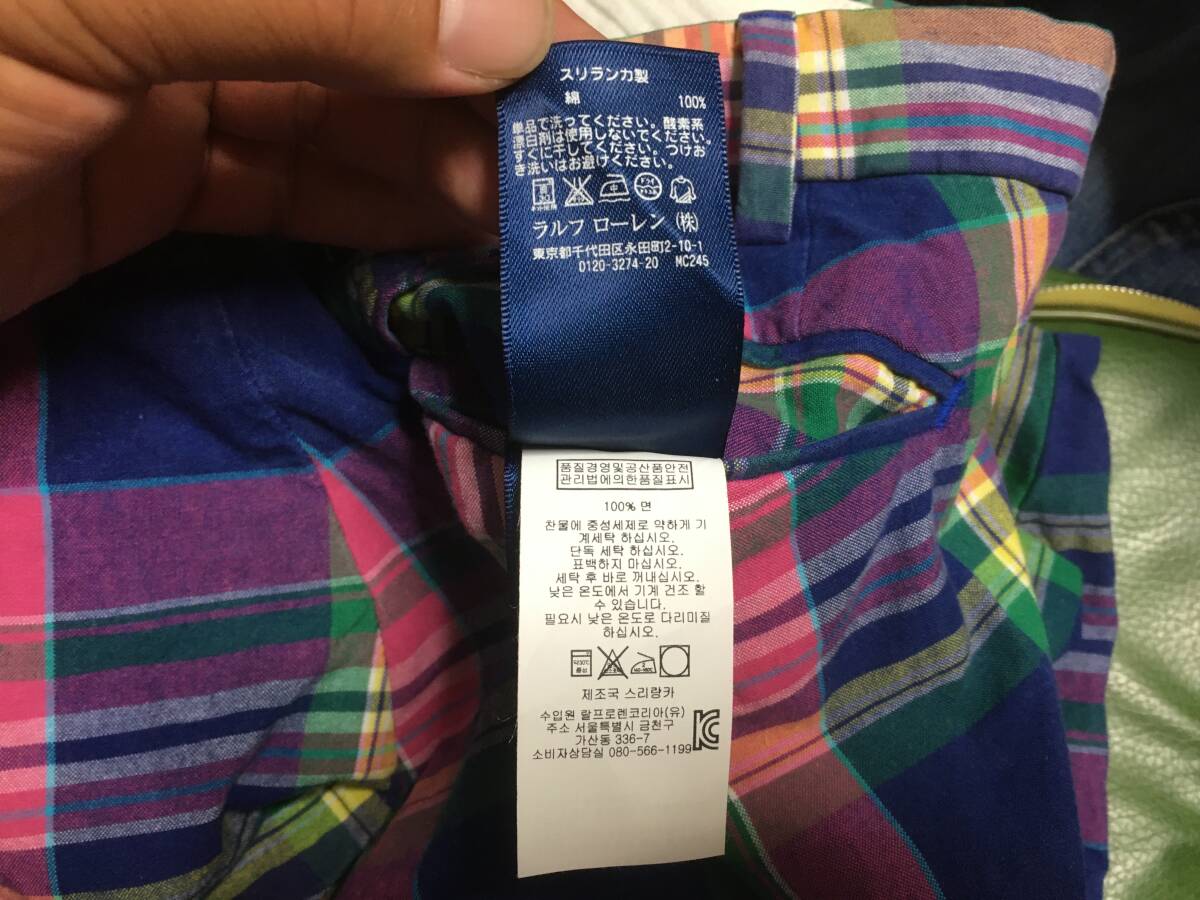 スリランカ製
綿 100%
単品で洗ってください。酸素系
漂白剤は使用しないでください。
すぐに干してください。つけお
き洗いはお避けください。
ラルフ ローレン (株)
東京都千代田区永田町2-10-1
0120-3274-20 MC245
품질경영및공산품안전
관리법에의한품질표시
100% 면
찬물에 중성세제로 약하게 기
계세탁 하십시오.
단독 세탁 하십시오.
표백하지 마십시오.
세탁 후 바로 꺼내십시오.
낮은 온도에서 기계 건조 할
수 있습니다.
필요시 낮은 온도로 다리미질
하십시오.
약30℃
중성
제조국 스리랑카
수입원 랄프로렌코리아(유)
주소 서울특별시 금천구
가산동 336-7
소비자상담실 080-566-1199